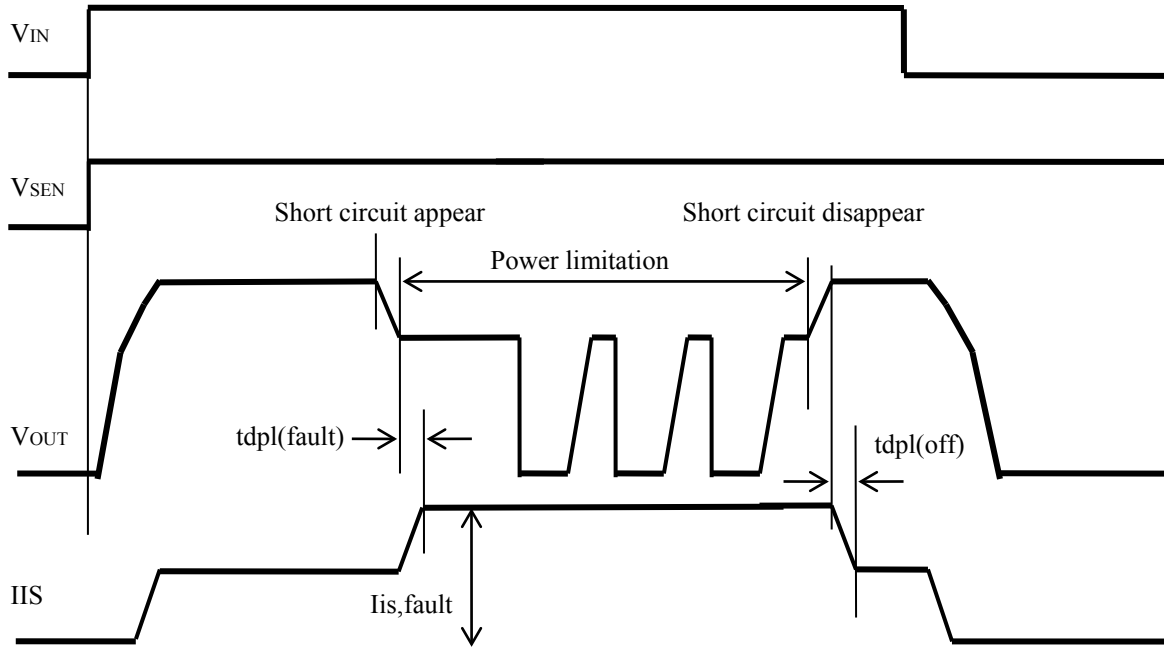 VIN
VSEN
Short circuit appear
Short circuit disappear
Power limitation
VOUT
tdpl(fault)
tdpl(off)
IIS
Iis,fault